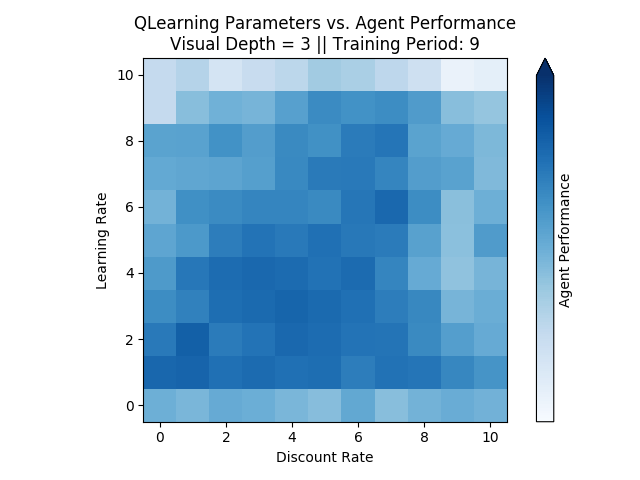 QLearning Parameters vs. Agent Performance
Visual Depth = 3 || Training Period: 9
10
8
6
4
2
0
Learning Rate
0 2 4 6 8 10
Discount Rate
Agent Performance